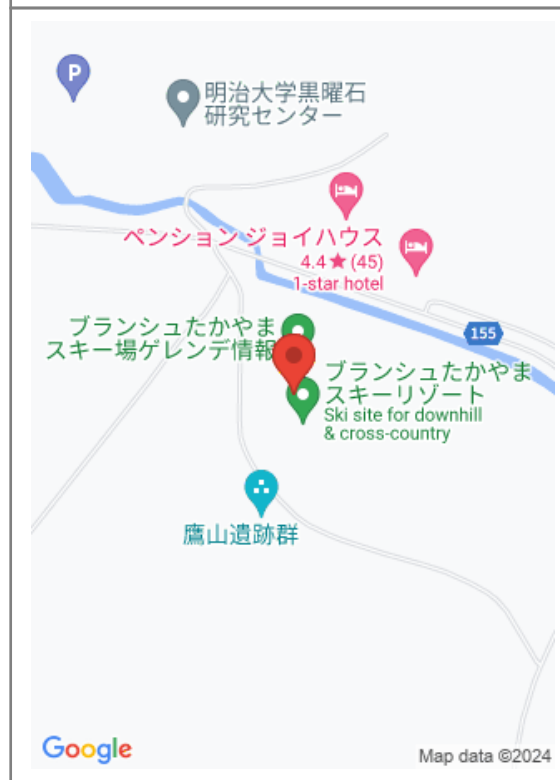 P
明治大学黒曜石
研究センター
ペンション ジョイハウス
4.4★(45)
1-star hotel
155
ブランシュたかやま
スキー場ゲレンデ情報
ブランシュたかやま
スキーリゾート
Ski site for downhill
& cross-country
鷹山遺跡群
Google
Map data ©2024